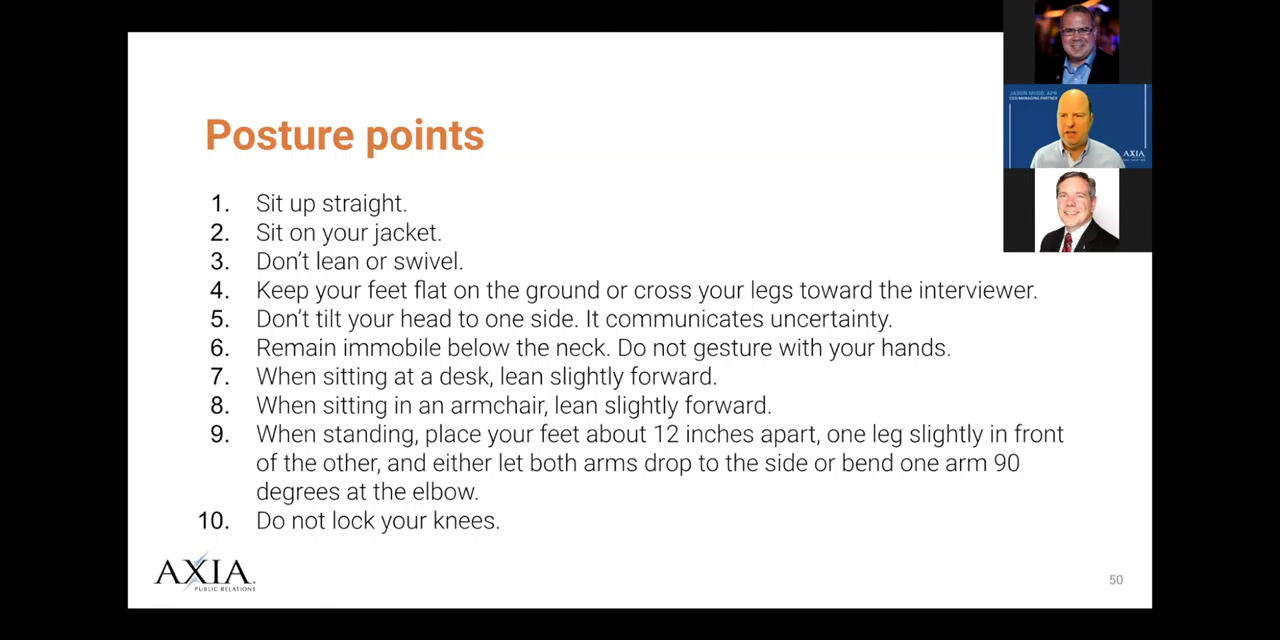 Posture points
1. Sit up straight.
2. Sit on your jacket.
3. Don't lean or swivel.
4. Keep your feet flat on the ground or cross your legs toward the interviewer.
5. Don't tilt your head to one side. It communicates uncertainty.
6. Remain immobile below the neck. Do not gesture with your hands.
7. When sitting at a desk, lean slightly forward.
8. When sitting in an armchair, lean slightly forward.
9. When standing, place your feet about 12 inches apart, one leg slightly in front
of the other, and either let both arms drop to the side or bend one arm 90
degrees at the elbow.
10. Do not lock your knees.
AXIA
PUBLIC RELATIONS
50
JASON MUDD, APR
CEO/MANAGING PARTNER
AXIA